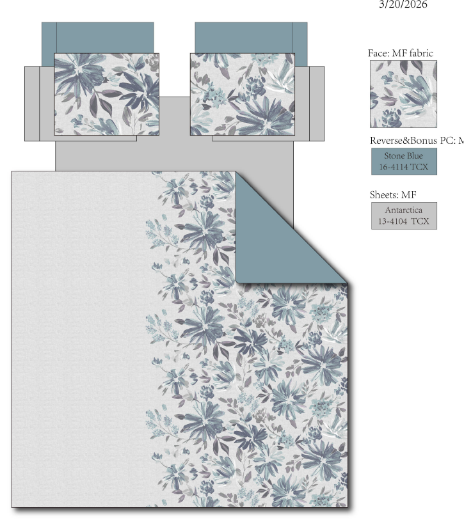 3/20/2026
Face: MF fabric
Reverse&Bonus PC: M
Stone Blue
16-4114 TCX
Sheets: MF
Antarctica
13-4104 TCX